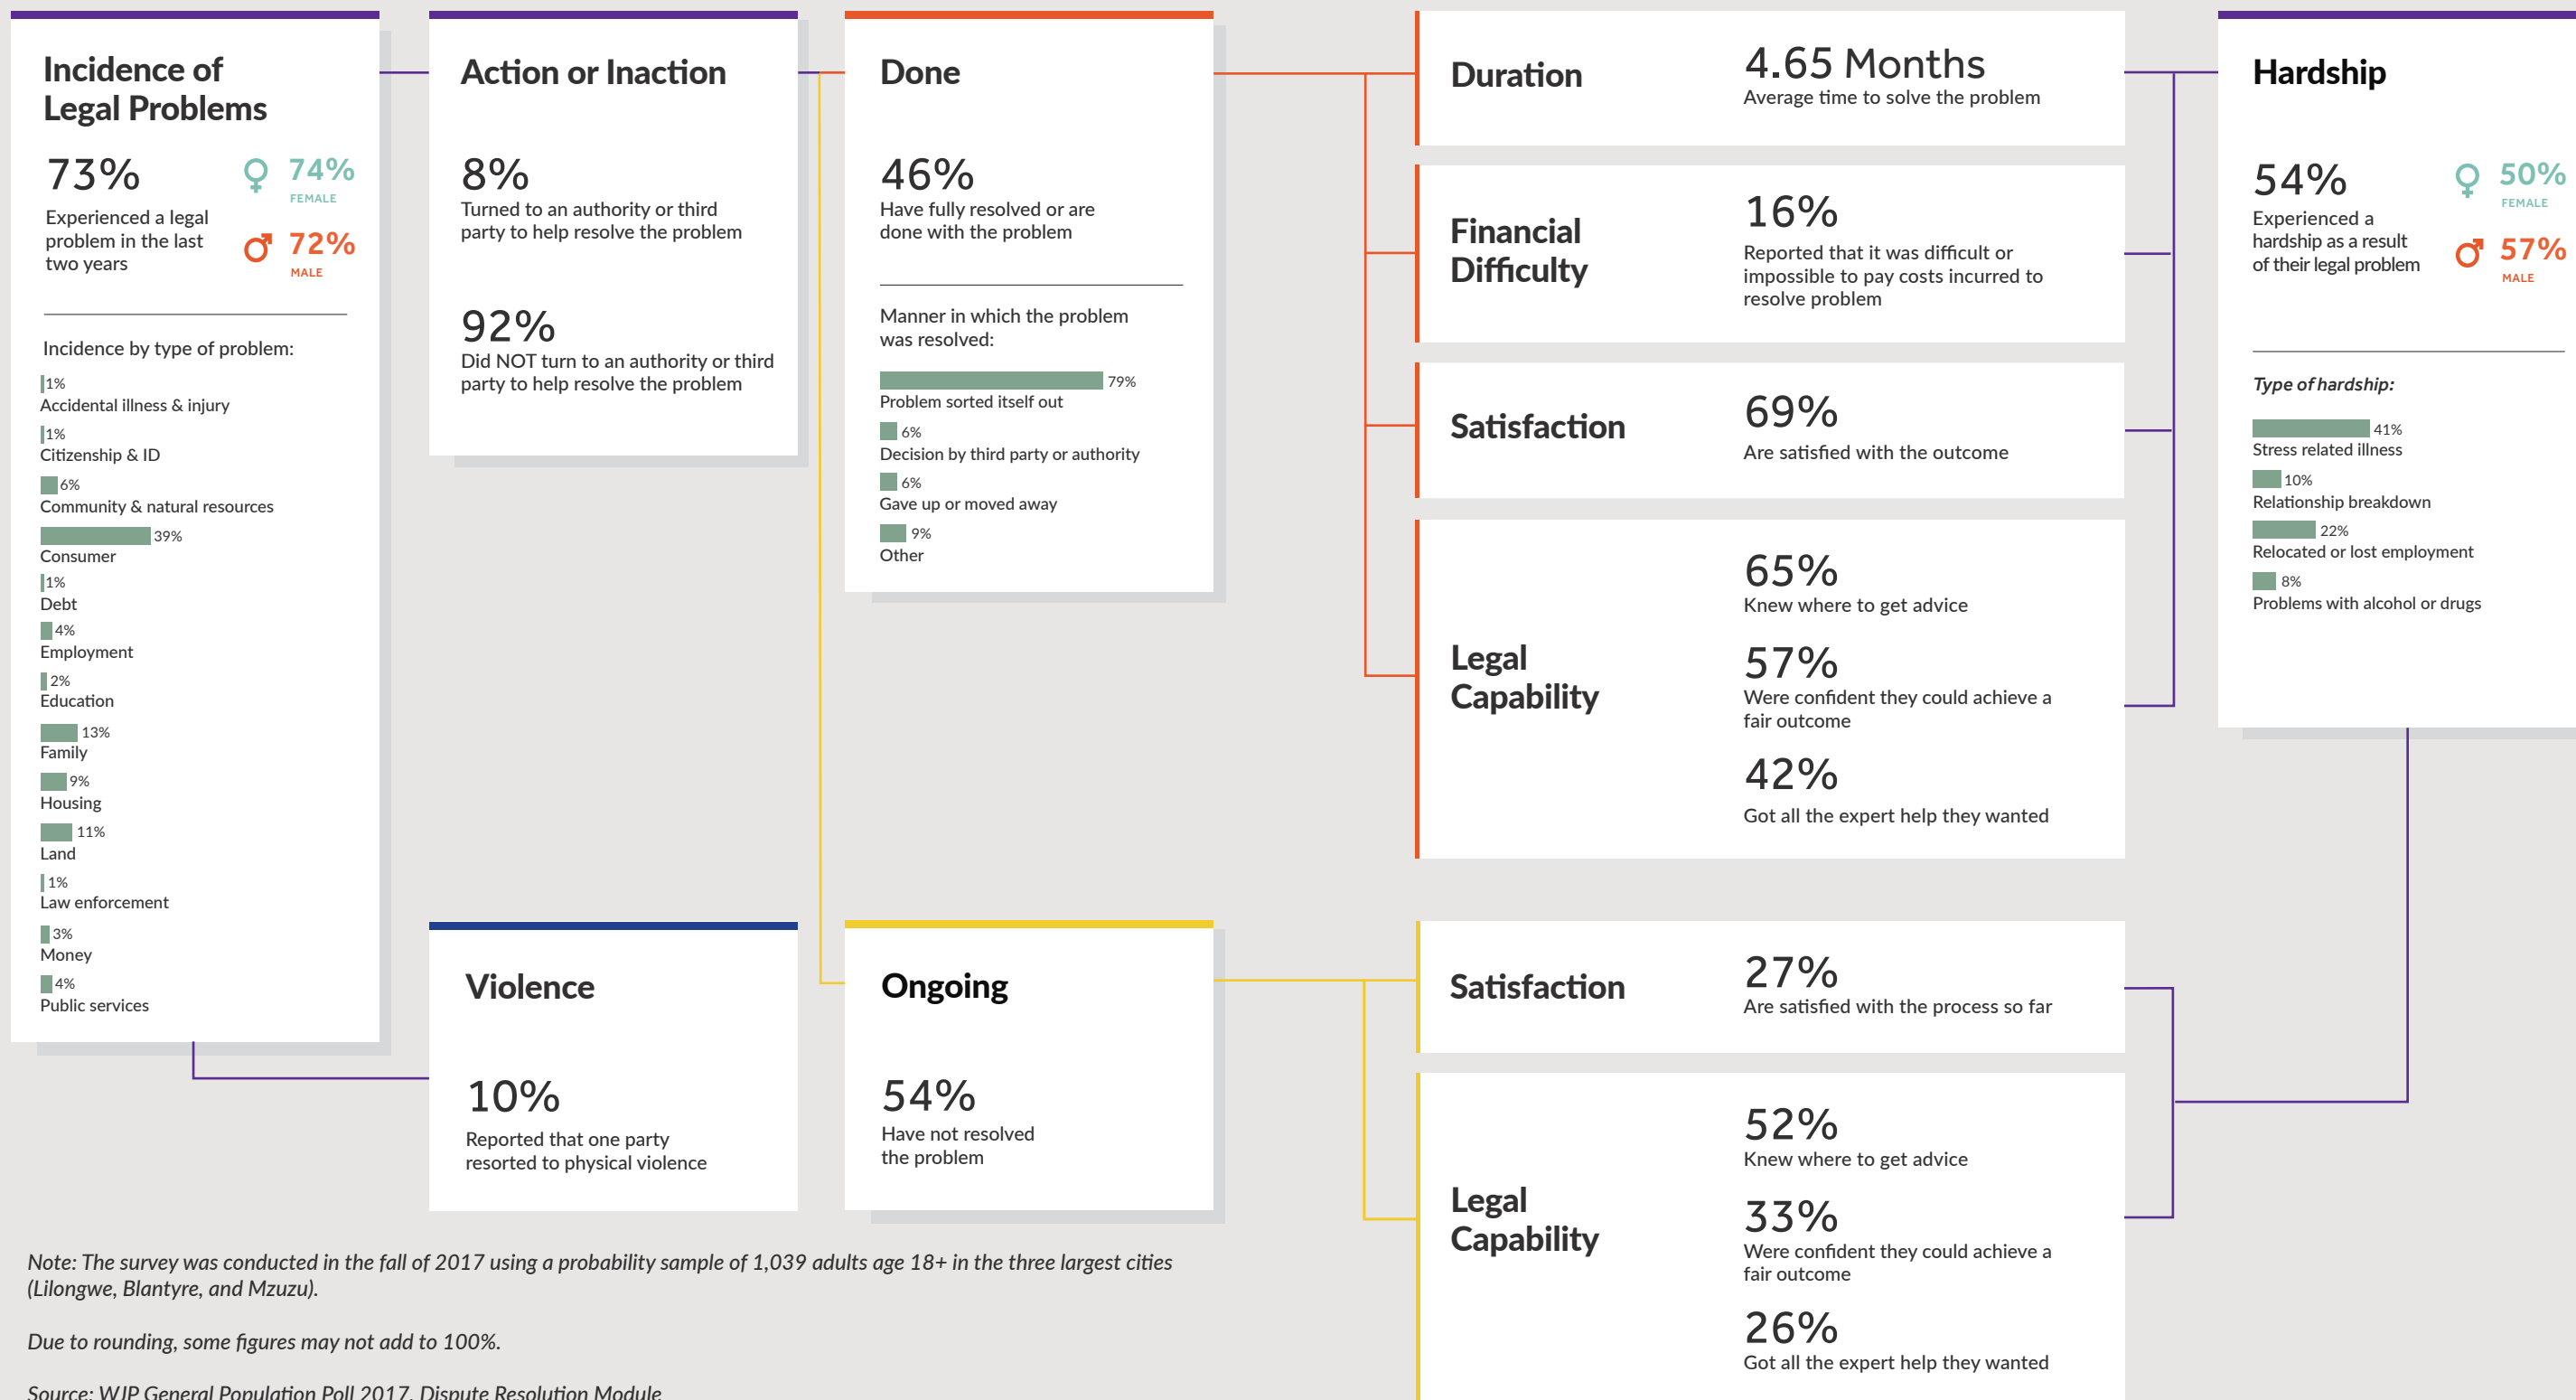 Incidence of
Legal Problems
73%
Experienced a legal
problem in the last
two years
74%
FEMALE
72%
MALE
Incidence by type of problem:
1%
Accidental illness & injury
1%
Citizenship & ID
6%
Community & natural resources
39%
Consumer
1%
Debt
4%
Employment
2%
Education
13%
Family
9%
Housing
11%
Land
1%
Law enforcement
3%
Money
4%
Public services
Action or Inaction
8%
Turned to an authority or third
party to help resolve the problem
92%
Did NOT turn to an authority or third
party to help resolve the problem
Violence
10%
Reported that one party
resorted to physical violence
Done
46%
Have fully resolved or are
done with the problem
Manner in which the problem
was resolved:
79%
Problem sorted itself out
6%
Decision by third party or authority
6%
Gave up or moved away
9%
Other
Ongoing
54%
Have not resolved
the problem
Duration
4.65 Months
Average time to solve the problem
Financial
Difficulty
16%
Reported that it was difficult or
impossible to pay costs incurred to
resolve problem
Satisfaction
69%
Are satisfied with the outcome
Legal
Capability
65%
Knew where to get advice
57%
Were confident they could achieve a
fair outcome
42%
Got all the expert help they wanted
Satisfaction
27%
Are satisfied with the process so far
Legal
Capability
52%
Knew where to get advice
33%
Were confident they could achieve a
fair outcome
26%
Got all the expert help they wanted
Hardship
54%
Experienced a
hardship as a result
of their legal problem
50%
FEMALE
57%
MALE
Type of hardship:
41%
Stress related illness
10%
Relationship breakdown
22%
Relocated or lost employment
8%
Problems with alcohol or drugs
Note: The survey was conducted in the fall of 2017 using a probability sample of 1,039 adults age 18+ in the three largest cities
(Lilongwe, Blantyre, and Mzuzu).
Due to rounding, some figures may not add to 100%.
Source: WJP General Population Poll 2017, Dispute Resolution Module